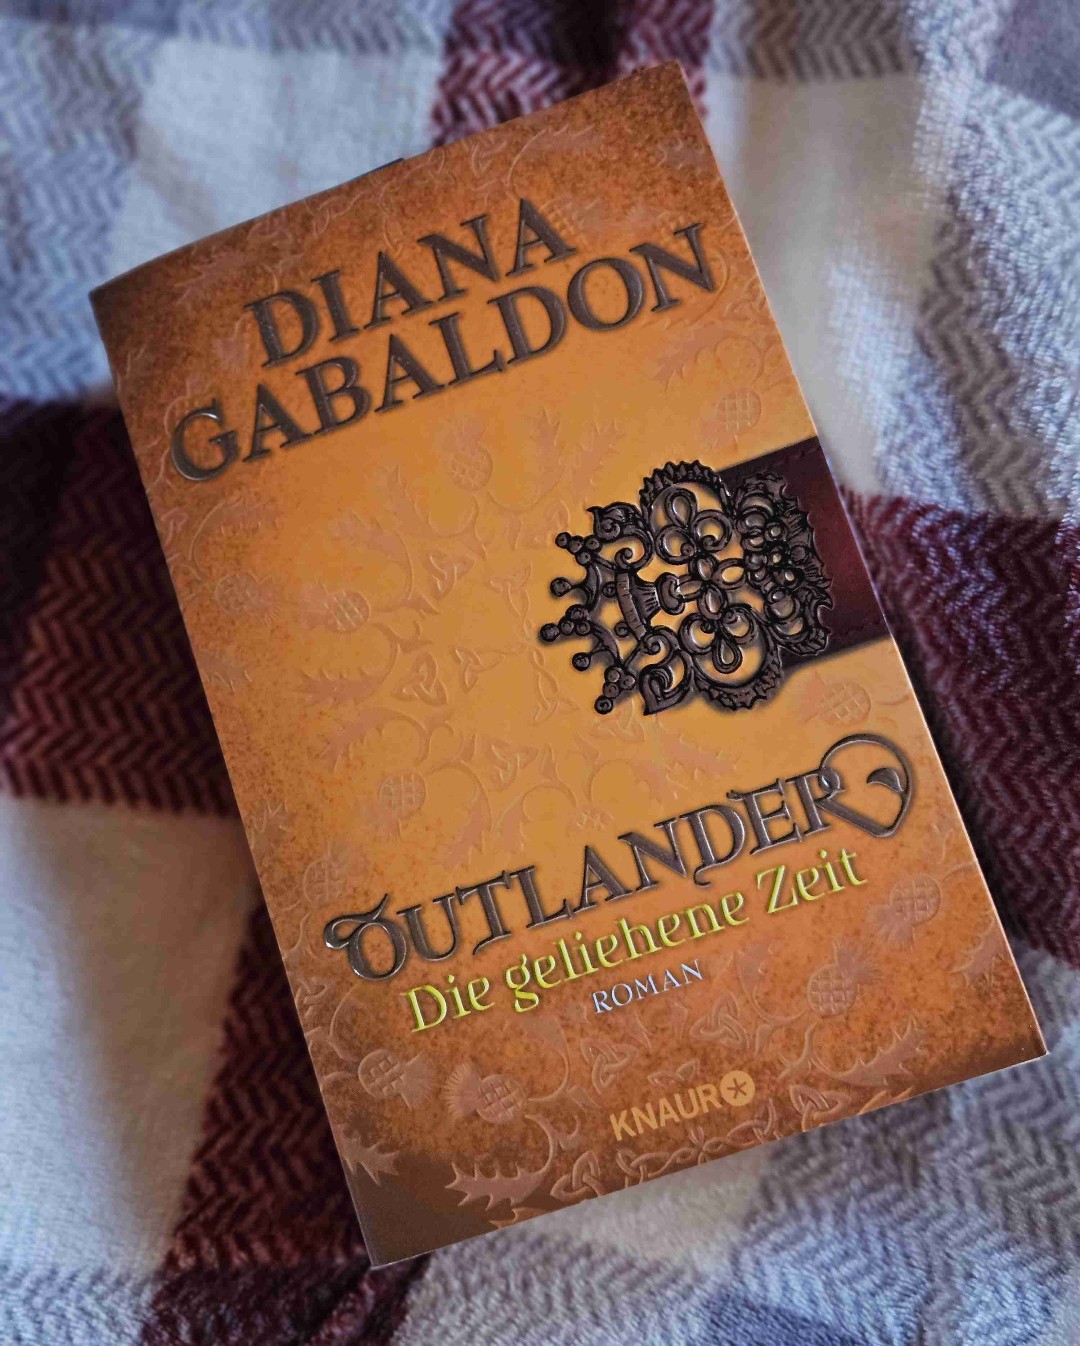 DIANA
GABALDON
OUTLANDER
Die geliehene Zeit
ROMAN
KNAUR